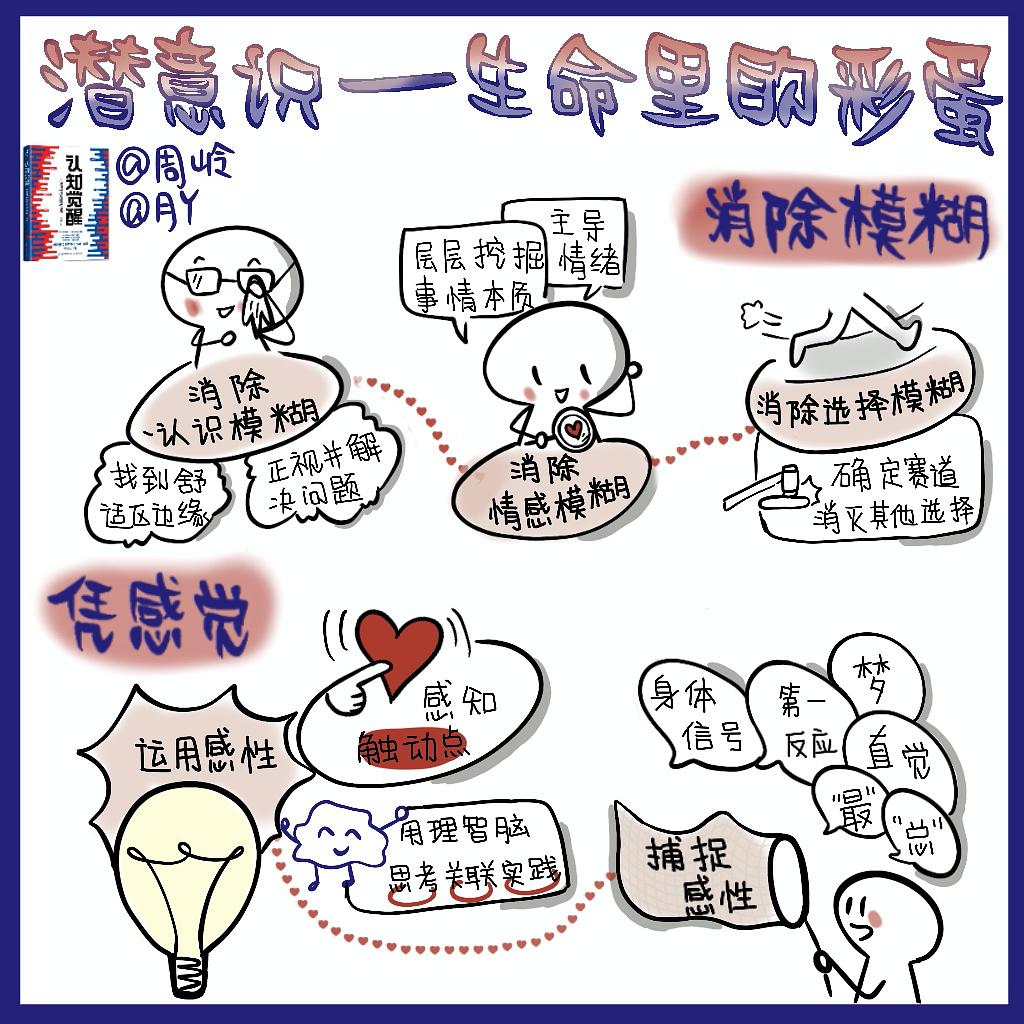 潜意识—生命里的彩蛋
认知觉醒
@周岭
@月Y
消除模糊
层层挖掘
事情本质
主导
情绪
消除
认识模糊
找到舒
适区边缘
正视并解
决问题
消除
情感模糊
消除选择模糊
确定赛道
消灭其他选择
凭感觉
运用感性
感知
触动点
用理智脑
思考关联实践
捕捉
感性
身体
信号
第一
反应
梦
直觉
"最"
"总"